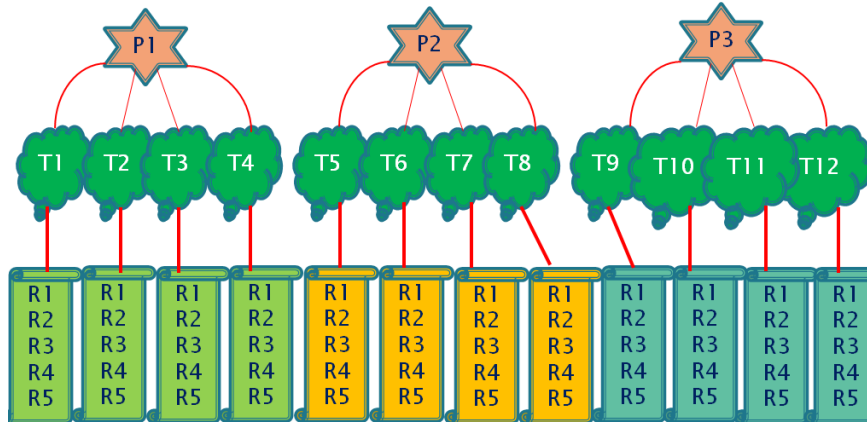 P1 P2 P3
T1 T2 T3 T4 T5 T6 T7 T8 T9 T10 T11 T12
R1 R1 R1 R1 R1 R1 R1 R1 R1 R1 R1 R1
R2 R2 R2 R2 R2 R2 R2 R2 R2 R2 R2 R2
R3 R3 R3 R3 R3 R3 R3 R3 R3 R3 R3 R3
R4 R4 R4 R4 R4 R4 R4 R4 R4 R4 R4 R4
R5 R5 R5 R5 R5 R5 R5 R5 R5 R5 R5 R5